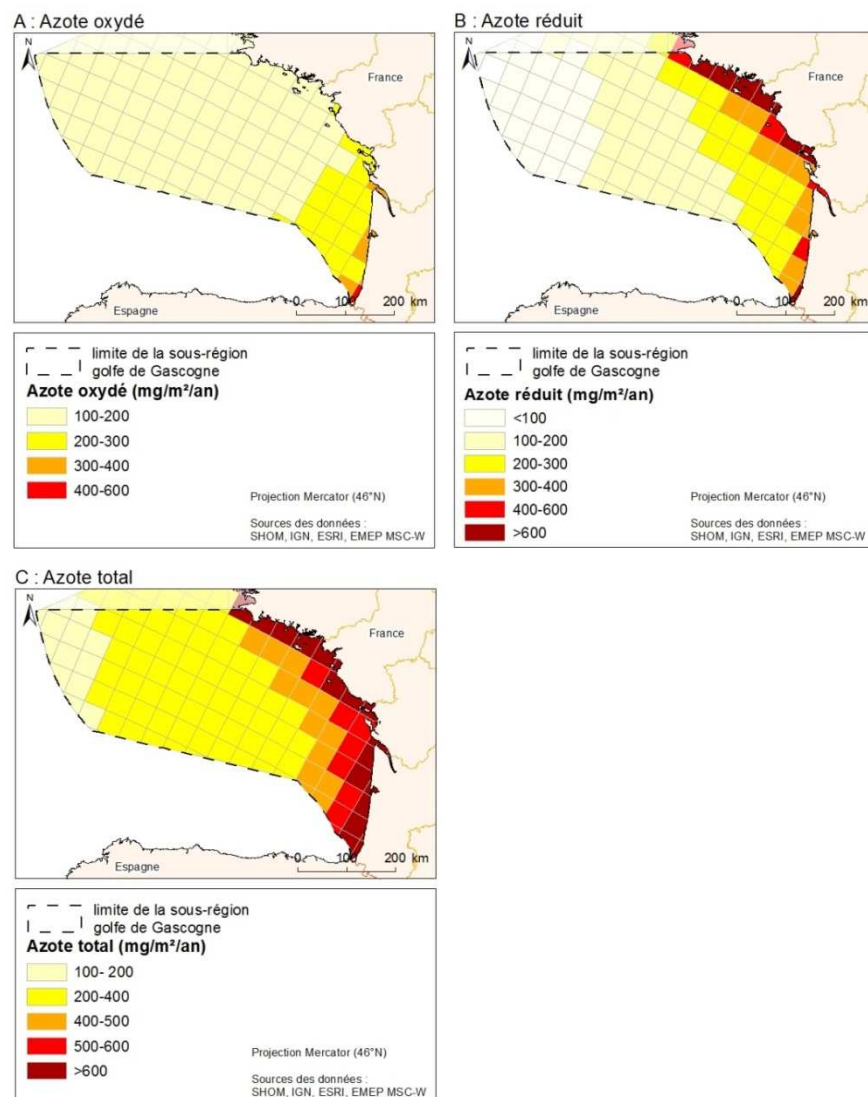 A : Azote oxydé
N
France
Espagne
0 100 200 km
limite de la sous-région
golfe de Gascogne
Azote oxydé (mg/m²/an)
100-200
200-300
300-400
400-600
Projection Mercator (46°N)
Sources des données :
SHOM, IGN, ESRI, EMEP MSC-W
B : Azote réduit
N
France
Espagne
0 100 200 km
limite de la sous-région
golfe de Gascogne
Azote réduit (mg/m²/an)
<100
100-200
200-300
300-400
400-600
>600
Projection Mercator (46°N)
Sources des données :
SHOM, IGN, ESRI, EMEP MSC-W
C : Azote total
N
France
Espagne
0 100 200 km
limite de la sous-région
golfe de Gascogne
Azote total (mg/m²/an)
100- 200
200-400
400-500
500-600
>600
Projection Mercator (46°N)
Sources des données :
SHOM, IGN, ESRI, EMEP MSC-W